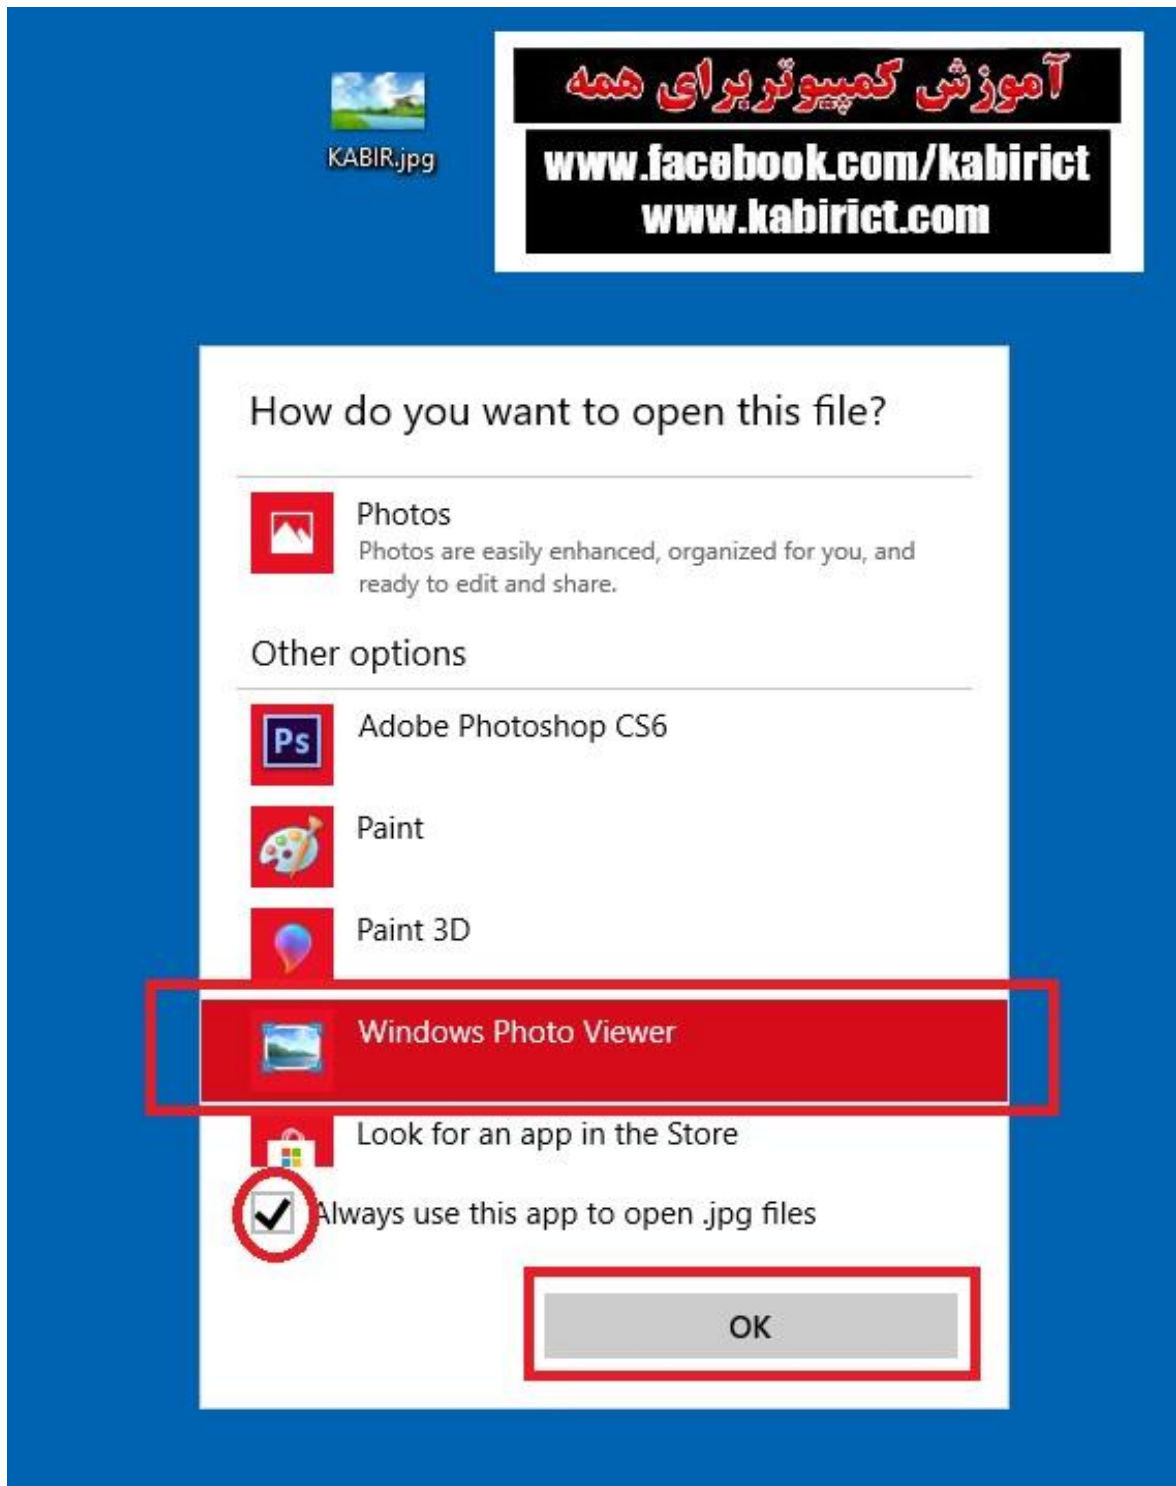 KABIR.jpg
آموزش کمپیوتر برای همه
www.facebook.com/kabirict
www.kabirict.com
How do you want to open this file?
Photos
Photos are easily enhanced, organized for you, and
ready to edit and share.
Other options
Ps
Adobe Photoshop CS6
Paint
Paint 3D
Windows Photo Viewer
Look for an app in the Store
Always use this app to open .jpg files
OK